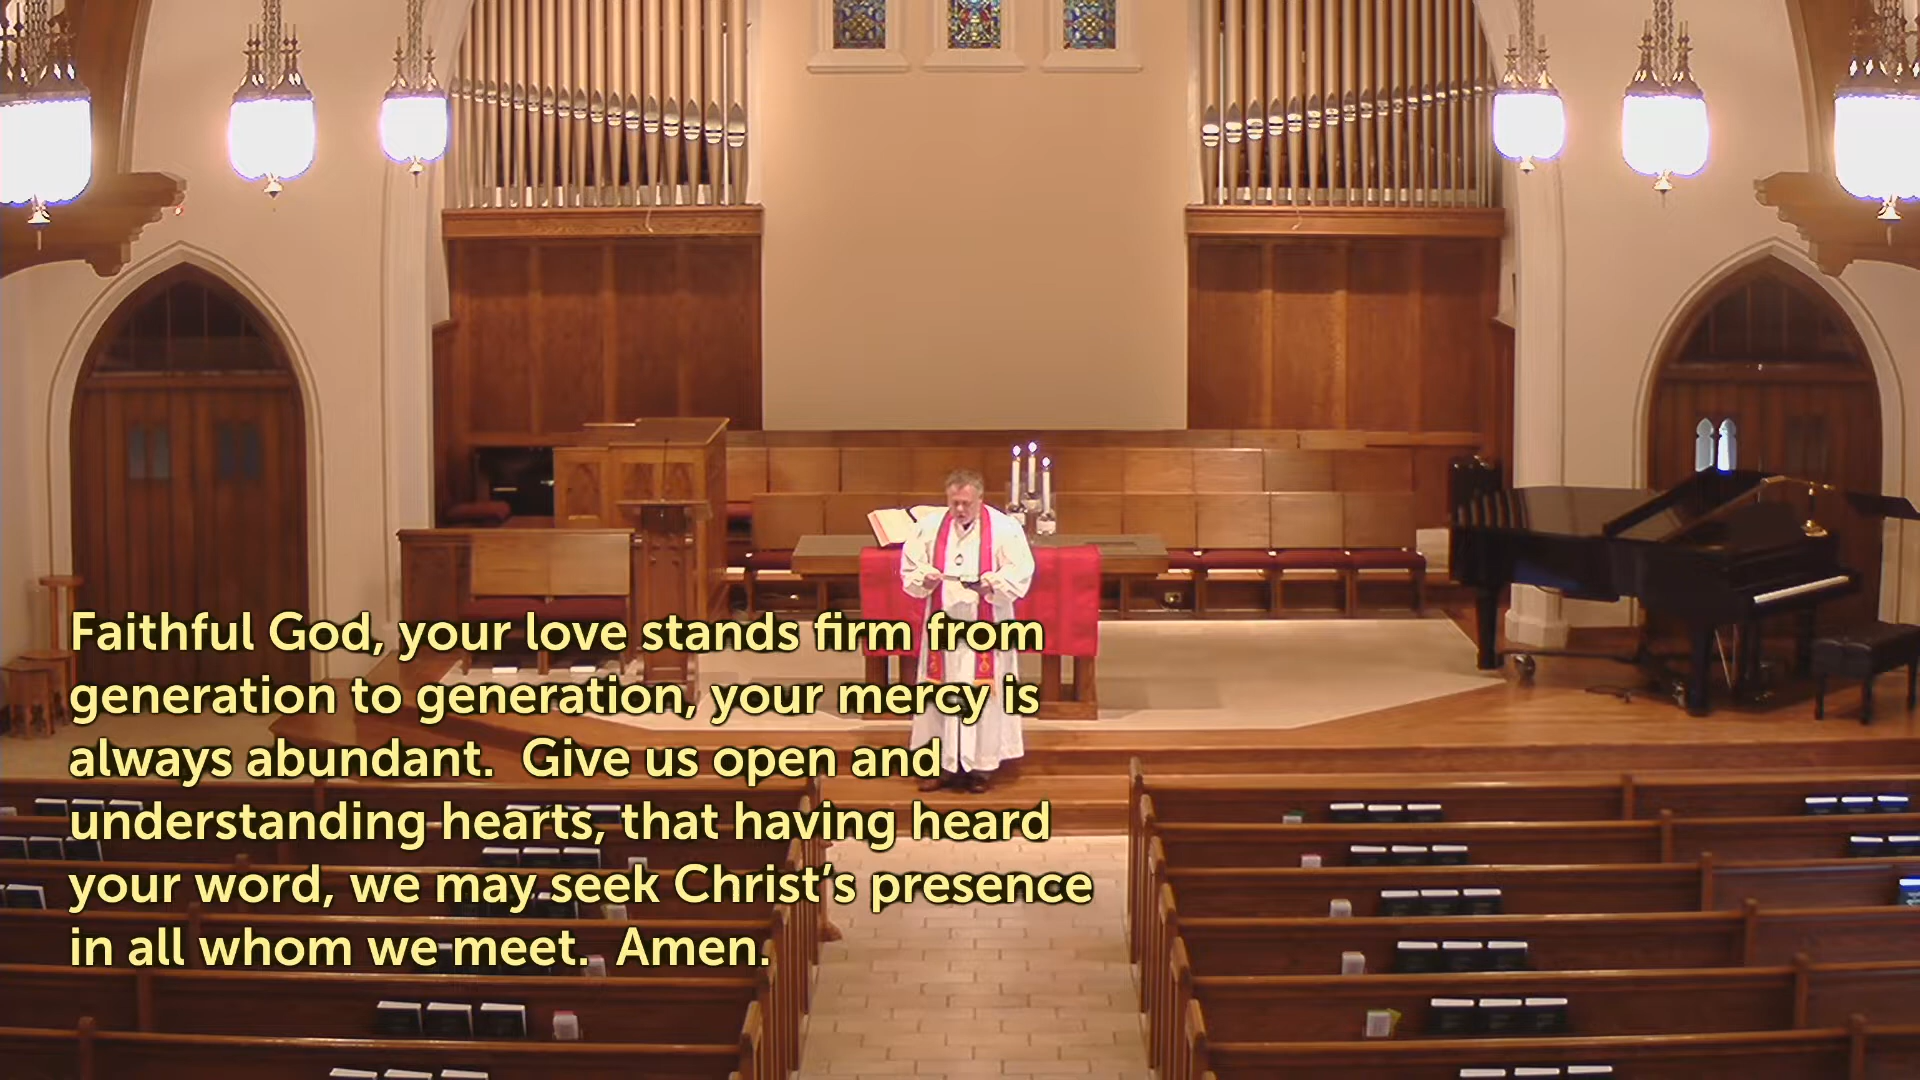 Faithful God, your love stands firm from
generation to generation, your mercy is
always abundant.  Give us open and
understanding hearts, that having heard
your word, we may seek Christ’s presence
in all whom we meet.  Amen.